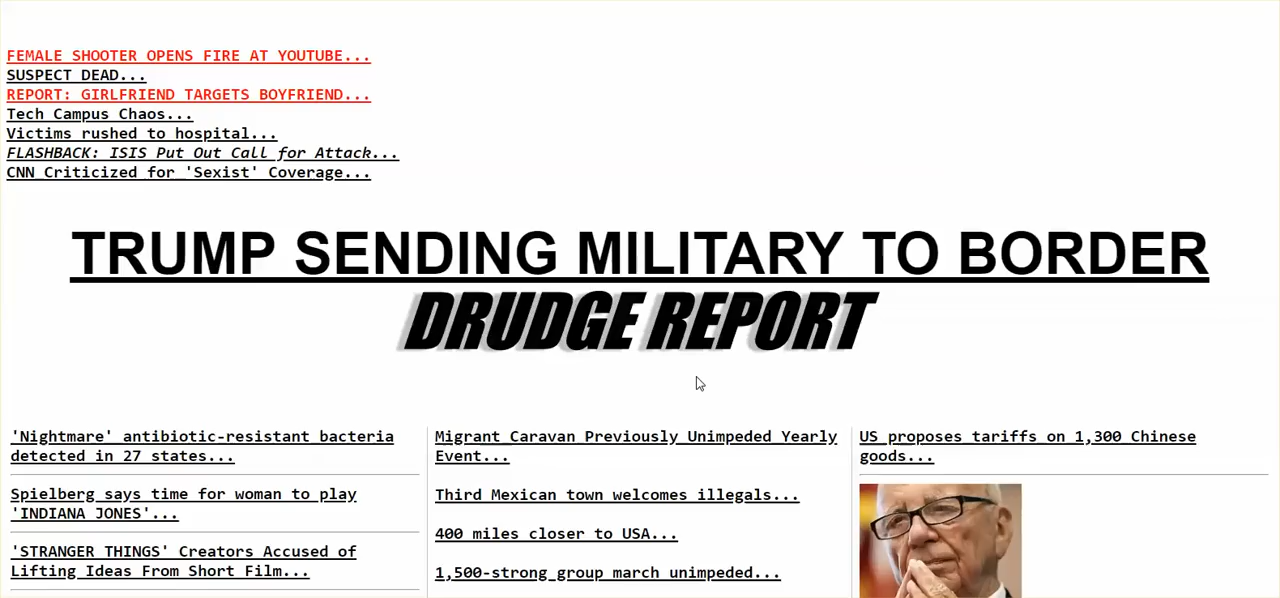 FEMALE SHOOTER OPENS FIRE AT YOUTUBE...
SUSPECT DEAD...
REPORT: GIRLFRIEND TARGETS BOYFRIEND...
Tech Campus Chaos...
Victims rushed to hospital...
FLASHBACK: ISIS Put Out Call for Attack...
CNN Criticized for 'Sexist' Coverage...
TRUMP SENDING MILITARY TO BORDER
DRUDGE REPORT
'Nightmare' antibiotic-resistant bacteria
detected in 27 states...
Spielberg says time for woman to play
'INDIANA JONES'...
'STRANGER THINGS' Creators Accused of
Lifting Ideas From Short Film...
Migrant Caravan Previously Unimpeded Yearly
Event...
Third Mexican town welcomes illegals...
400 miles closer to USA...
1,500-strong group march unimpeded...
US proposes tariffs on 1,300 Chinese
goods...